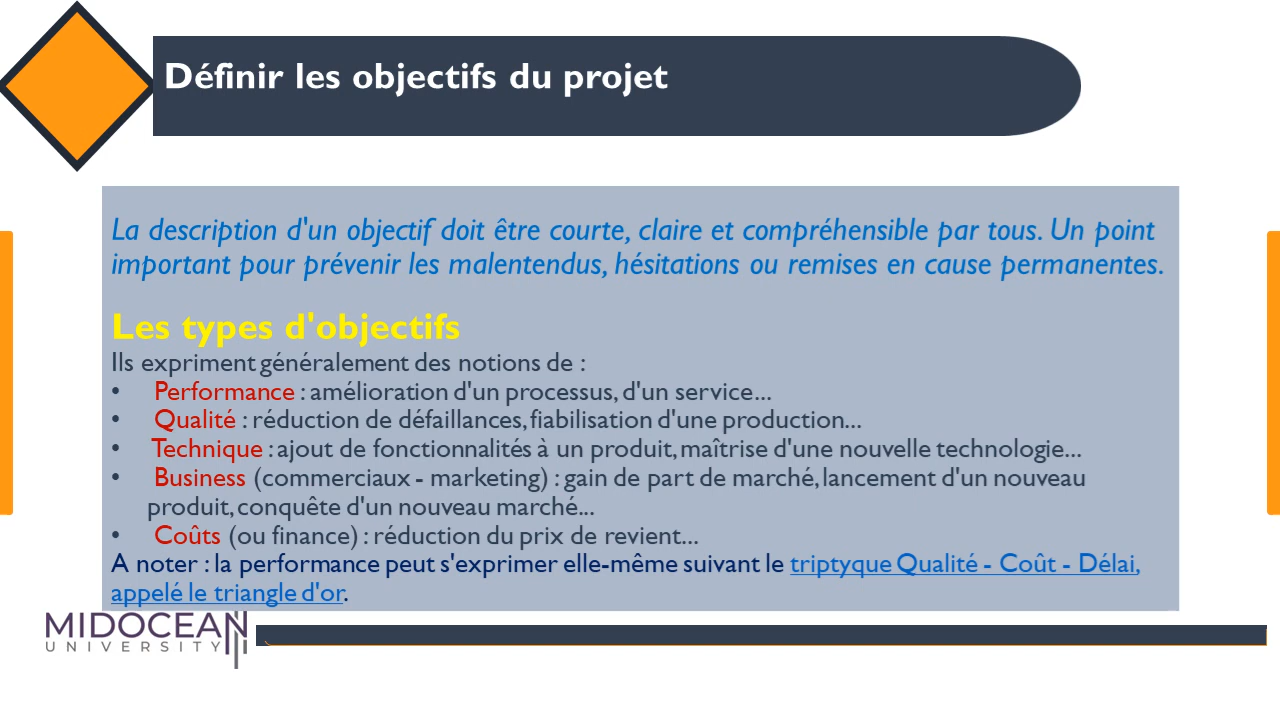 Définir les objectifs du projet
La description d'un objectif doit être courte, claire et compréhensible par tous. Un point
important pour prévenir les malentendus, hésitations ou remises en cause permanentes.
Les types d'objectifs
Ils expriment généralement des notions de :
• Performance : amélioration d'un processus, d'un service...
• Qualité : réduction de défaillances, fiabilisation d'une production...
• Technique : ajout de fonctionnalités à un produit, maîtrise d'une nouvelle technologie...
• Business (commerciaux - marketing) : gain de part de marché, lancement d'un nouveau
produit, conquête d'un nouveau marché...
• Coûts (ou finance) : réduction du prix de revient...
A noter : la performance peut s'exprimer elle-même suivant le triptyque Qualité - Coût - Délai,
appelé le triangle d'or.
MIDOCEAN
UNIVERSITY